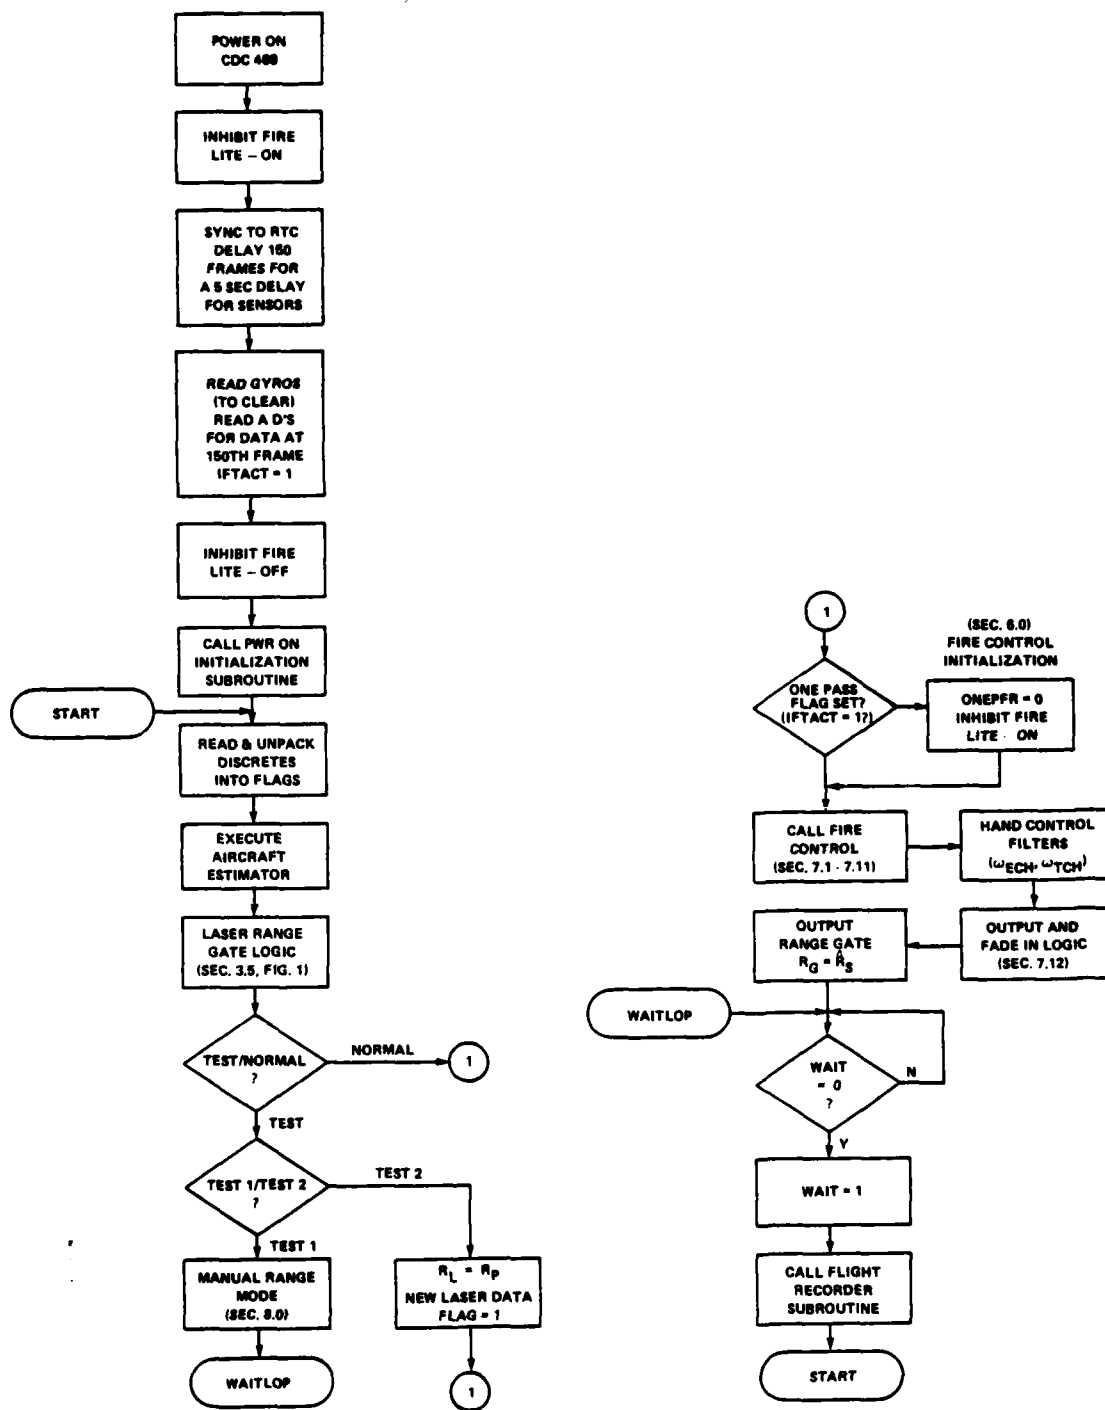 POWER ON
CDC 469
INHIBIT FIRE
LITE – ON
SYNC TO RTC
DELAY 150
FRAMES FOR
A 5 SEC DELAY
FOR SENSORS
READ GYROS
(TO CLEAR)
READ A D'S
FOR DATA AT
150TH FRAME
IFTACT = 1
INHIBIT FIRE
LITE – OFF
CALL PWR ON
INITIALIZATION
SUBROUTINE
START
READ & UNPACK
DISCRETES
INTO FLAGS
EXECUTE
AIRCRAFT
ESTIMATOR
LASER RANGE
GATE LOGIC
(SEC. 3.5, FIG. 1)
TEST/NORMAL
?
NORMAL
1
TEST
TEST 1/TEST 2
?
TEST 2
TEST 1
MANUAL RANGE
MODE
(SEC. 8.0)
WAITLOP
R_L = R_P
NEW LASER DATA
FLAG = 1
1
1
ONE PASS
FLAG SET?
(IFTACT = 1?)
(SEC. 6.0)
FIRE CONTROL
INITIALIZATION
ONEPFR = 0
INHIBIT FIRE
LITE - ON
CALL FIRE
CONTROL
(SEC. 7.1 - 7.11)
HAND CONTROL
FILTERS
(ω_ECH, ω_TCH)
OUTPUT AND
FADE IN LOGIC
(SEC. 7.12)
OUTPUT
RANGE GATE
R_G = R̂_S
WAITLOP
WAIT
= 0
?
N
Y
WAIT = 1
CALL FLIGHT
RECORDER
SUBROUTINE
START